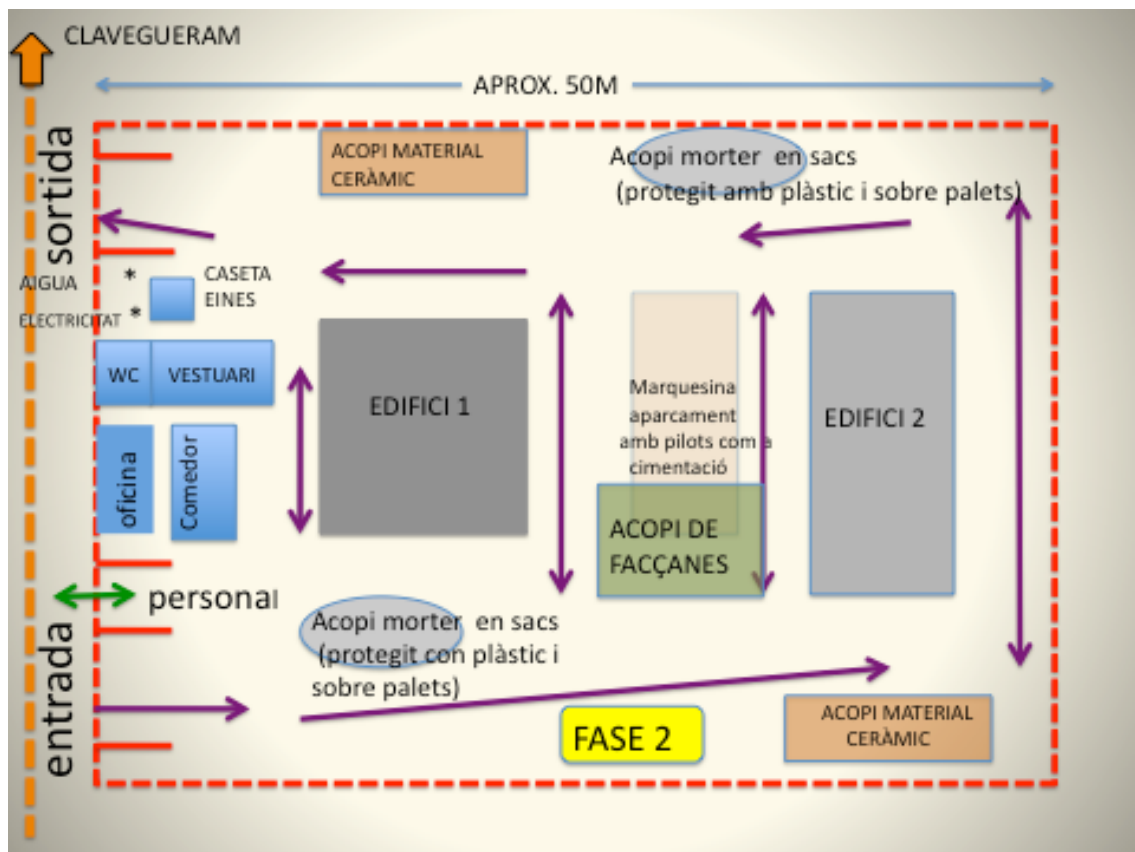 CLAVEGUERAM
APROX. 50M
sortida
ACOPI MATERIAL
CERÀMIC
Acopi morter en sacs
(protegit amb plàstic i sobre palets)
AIGUA *
ELECTRICITAT *
CASETA
EINES
WC
VESTUARI
EDIFICI 1
Marquesina
aparcament
amb pilots com a
cimentació
EDIFICI 2
oficina
Comedor
ACOPI DE
FACÇANES
personal
entrada
Acopi morter en sacs
(protegit con plàstic i
sobre palets)
FASE 2
ACOPI MATERIAL
CERÀMIC